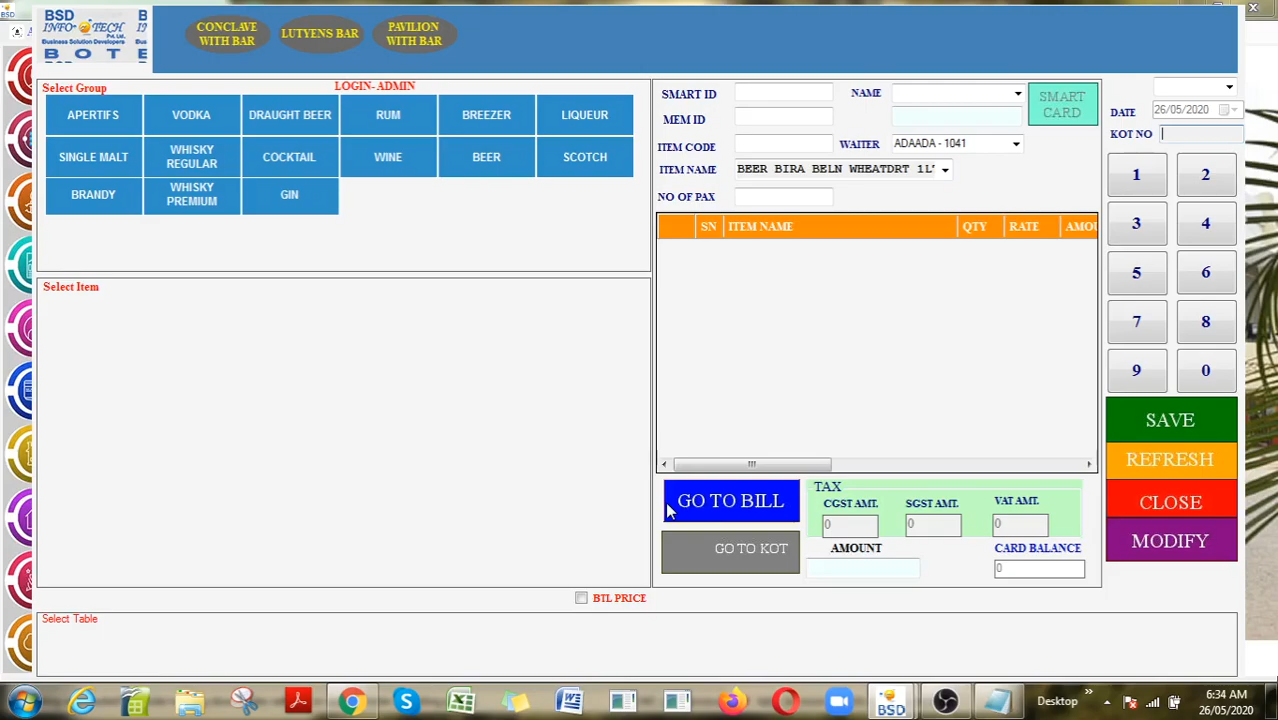 BSD
INFO TECH
Pvt. Ltd.
Business Solution Developers
B O T E
CONCLAVE
WITH BAR
LUTYENS BAR
PAVILION
WITH BAR
Select Group
LOGIN- ADMIN
APERTIFS
VODKA
DRAUGHT BEER
RUM
BREEZER
LIQUEUR
SINGLE MALT
WHISKY
REGULAR
COCKTAIL
WINE
BEER
SCOTCH
BRANDY
WHISKY
PREMIUM
GIN
Select Item
SMART ID
NAME
SMART
CARD
MEM ID
ITEM CODE
WAITER
ADAADA - 1041
ITEM NAME
BEER BIRA BELN WHEATDRT 1L
NO OF PAX
SN ITEM NAME QTY RATE AMOU
DATE
26/05/2020
KOT NO
1 2
3 4
5 6
7 8
9 0
SAVE
REFRESH
CLOSE
MODIFY
GO TO BILL
GO TO KOT
TAX
CGST AMT. SGST AMT. VAT AMT.
0 0 0
AMOUNT
CARD BALANCE
0
BTL PRICE
Select Table
BSD
Desktop
6:34 AM
26/05/2020